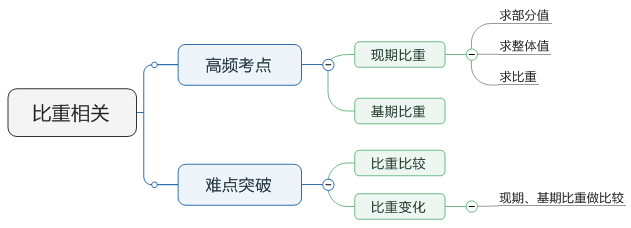 比重相关
高频考点
现期比重
求部分值
求整体值
求比重
基期比重
难点突破
比重比较
比重变化
现期、基期比重做比较